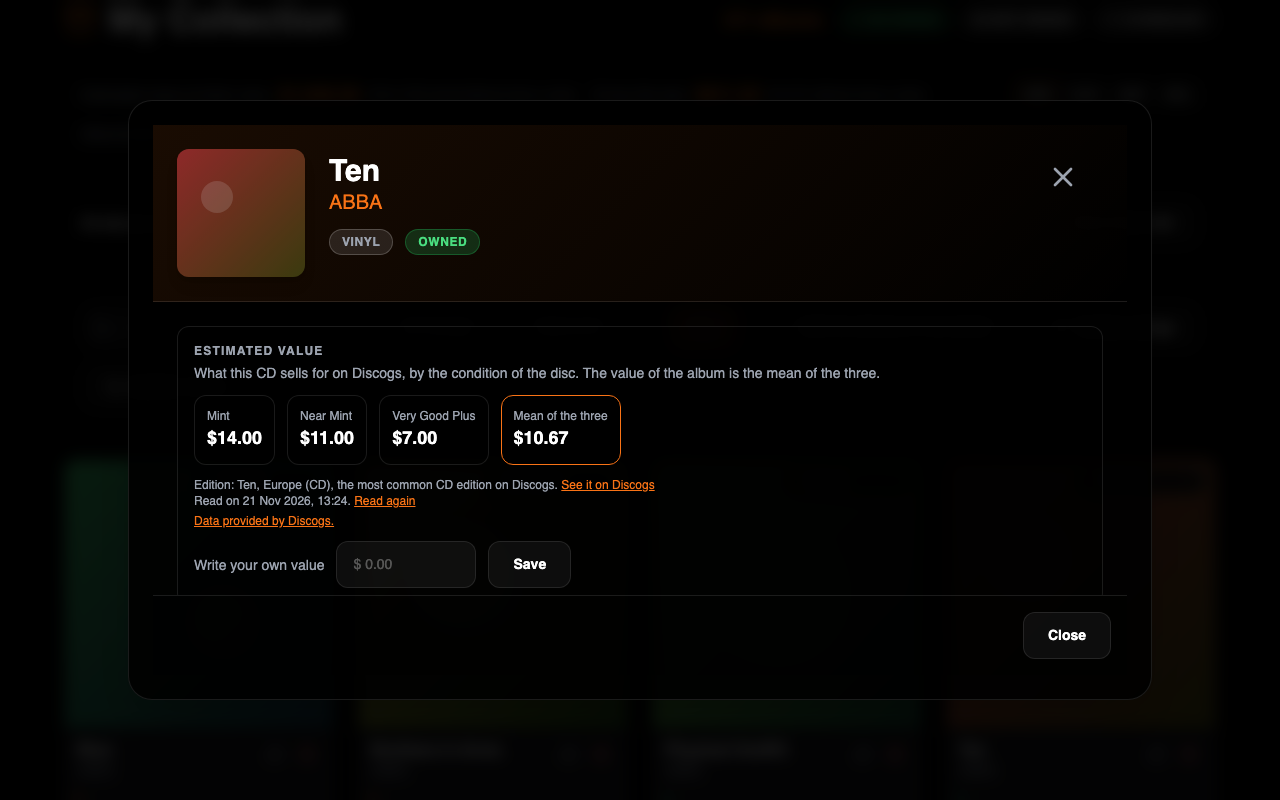 My Collection
Ten
ABBA
VINYL
OWNED
ESTIMATED VALUE
What this CD sells for on Discogs, by the condition of the disc. The value of the album is the mean of the three.
Mint
$14.00
Near Mint
$11.00
Very Good Plus
$7.00
Mean of the three
$10.67
Edition: Ten, Europe (CD), the most common CD edition on Discogs. See it on Discogs
Read on 21 Nov 2026, 13:24. Read again
Data provided by Discogs.
Write your own value
$ 0.00
Save
Close